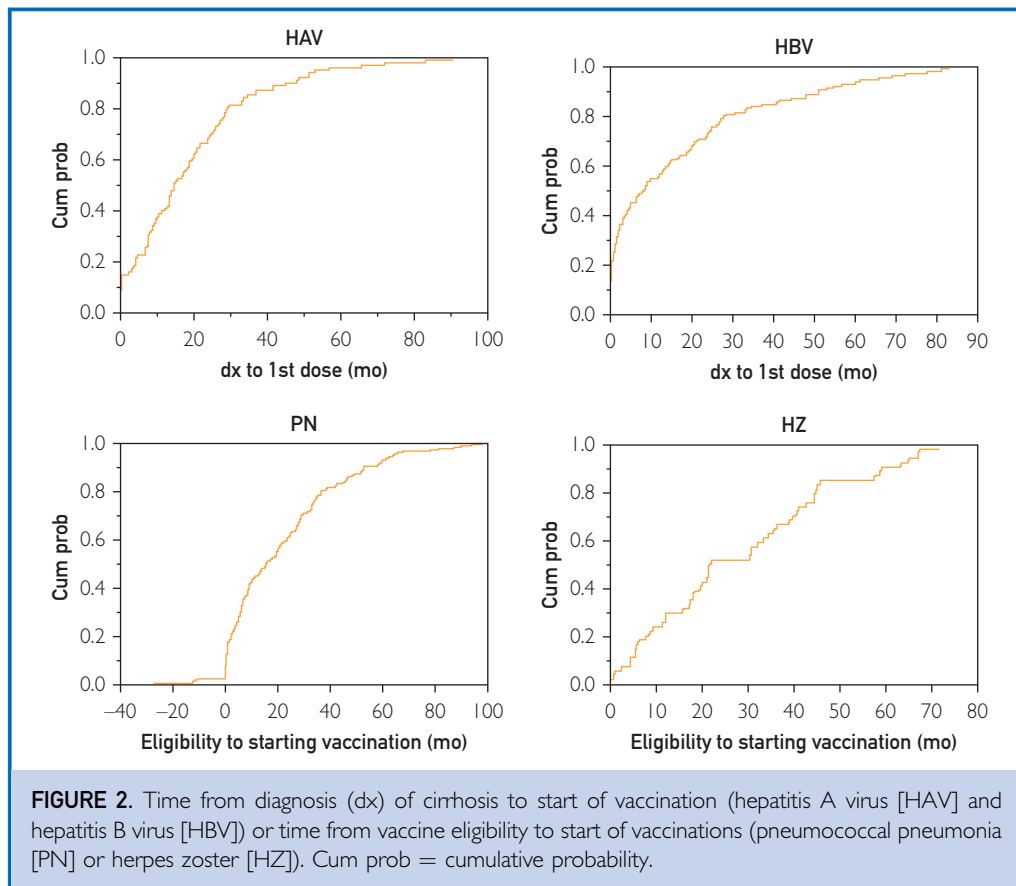 HAV
1.0
0.8
0.6
0.4
0.2
0.0
Cum prob
0 20 40 60 80 100
dx to 1st dose (mo)
HBV
1.0
0.8
0.6
0.4
0.2
0.0
Cum prob
0 10 20 30 40 50 60 70 80 90
dx to 1st dose (mo)
PN
1.0
0.8
0.6
0.4
0.2
0.0
Cum prob
–40 –20 0 20 40 60 80 100
Eligibility to starting vaccination (mo)
HZ
1.0
0.8
0.6
0.4
0.2
0.0
Cum prob
0 10 20 30 40 50 60 70 80
Eligibility to starting vaccination (mo)
FIGURE 2. Time from diagnosis (dx) of cirrhosis to start of vaccination (hepatitis A virus [HAV] and
hepatitis B virus [HBV]) or time from vaccine eligibility to start of vaccinations (pneumococcal pneumonia
[PN] or herpes zoster [HZ]). Cum prob = cumulative probability.